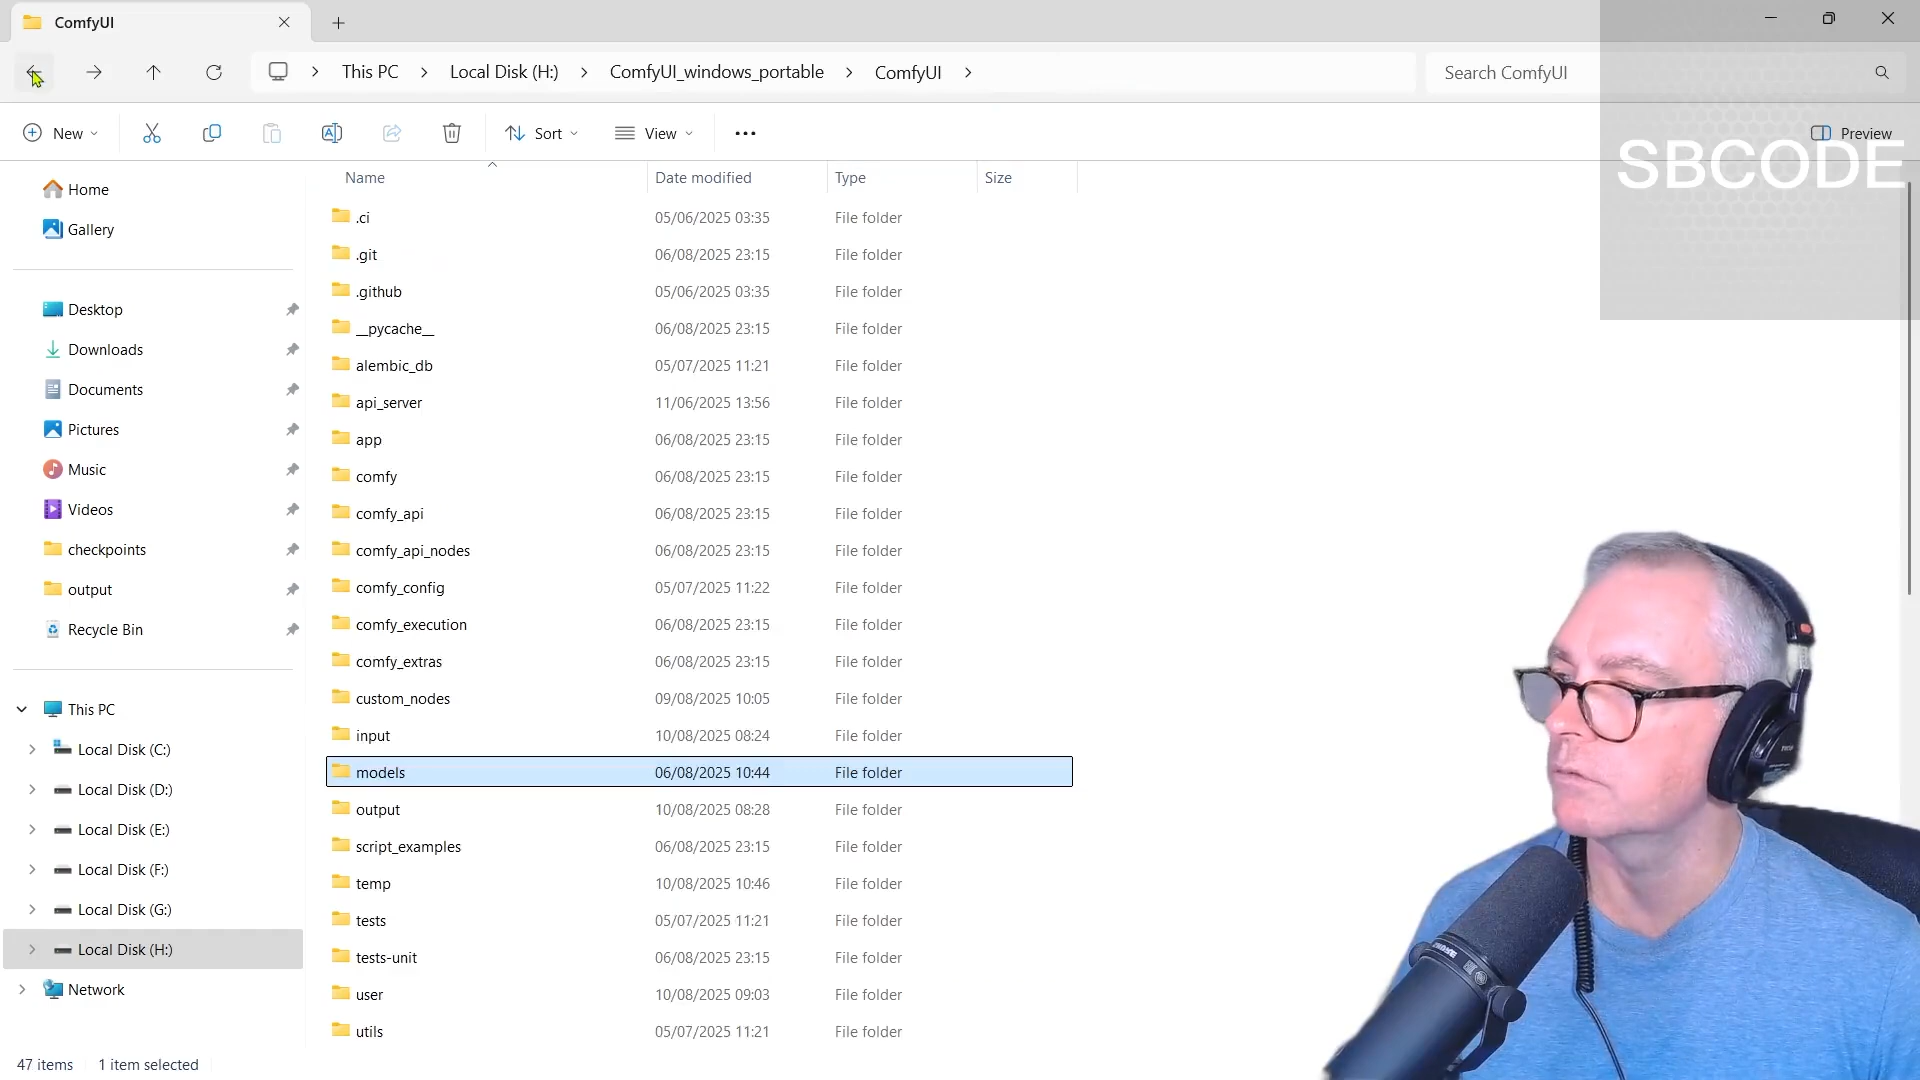 ComfyUI
This PC > Local Disk (H:) > ComfyUI_windows_portable > ComfyUI >
Search ComfyUI
New
Sort
View
Preview
SBCODE
Home
Gallery
Desktop
Downloads
Documents
Pictures
Music
Videos
checkpoints
output
Recycle Bin
This PC
Local Disk (C:)
Local Disk (D:)
Local Disk (E:)
Local Disk (F:)
Local Disk (G:)
Local Disk (H:)
Network
Name Date modified Type Size
.ci 05/06/2025 03:35 File folder
.git 06/08/2025 23:15 File folder
.github 05/06/2025 03:35 File folder
__pycache__ 06/08/2025 23:15 File folder
alembic_db 05/07/2025 11:21 File folder
api_server 11/06/2025 13:56 File folder
app 06/08/2025 23:15 File folder
comfy 06/08/2025 23:15 File folder
comfy_api 06/08/2025 23:15 File folder
comfy_api_nodes 06/08/2025 23:15 File folder
comfy_config 05/07/2025 11:22 File folder
comfy_execution 06/08/2025 23:15 File folder
comfy_extras 06/08/2025 23:15 File folder
custom_nodes 09/08/2025 10:05 File folder
input 10/08/2025 08:24 File folder
models 06/08/2025 10:44 File folder
output 10/08/2025 08:28 File folder
script_examples 06/08/2025 23:15 File folder
temp 10/08/2025 10:46 File folder
tests 05/07/2025 11:21 File folder
tests-unit 06/08/2025 23:15 File folder
user 10/08/2025 09:03 File folder
utils 05/07/2025 11:21 File folder
47 items 1 item selected